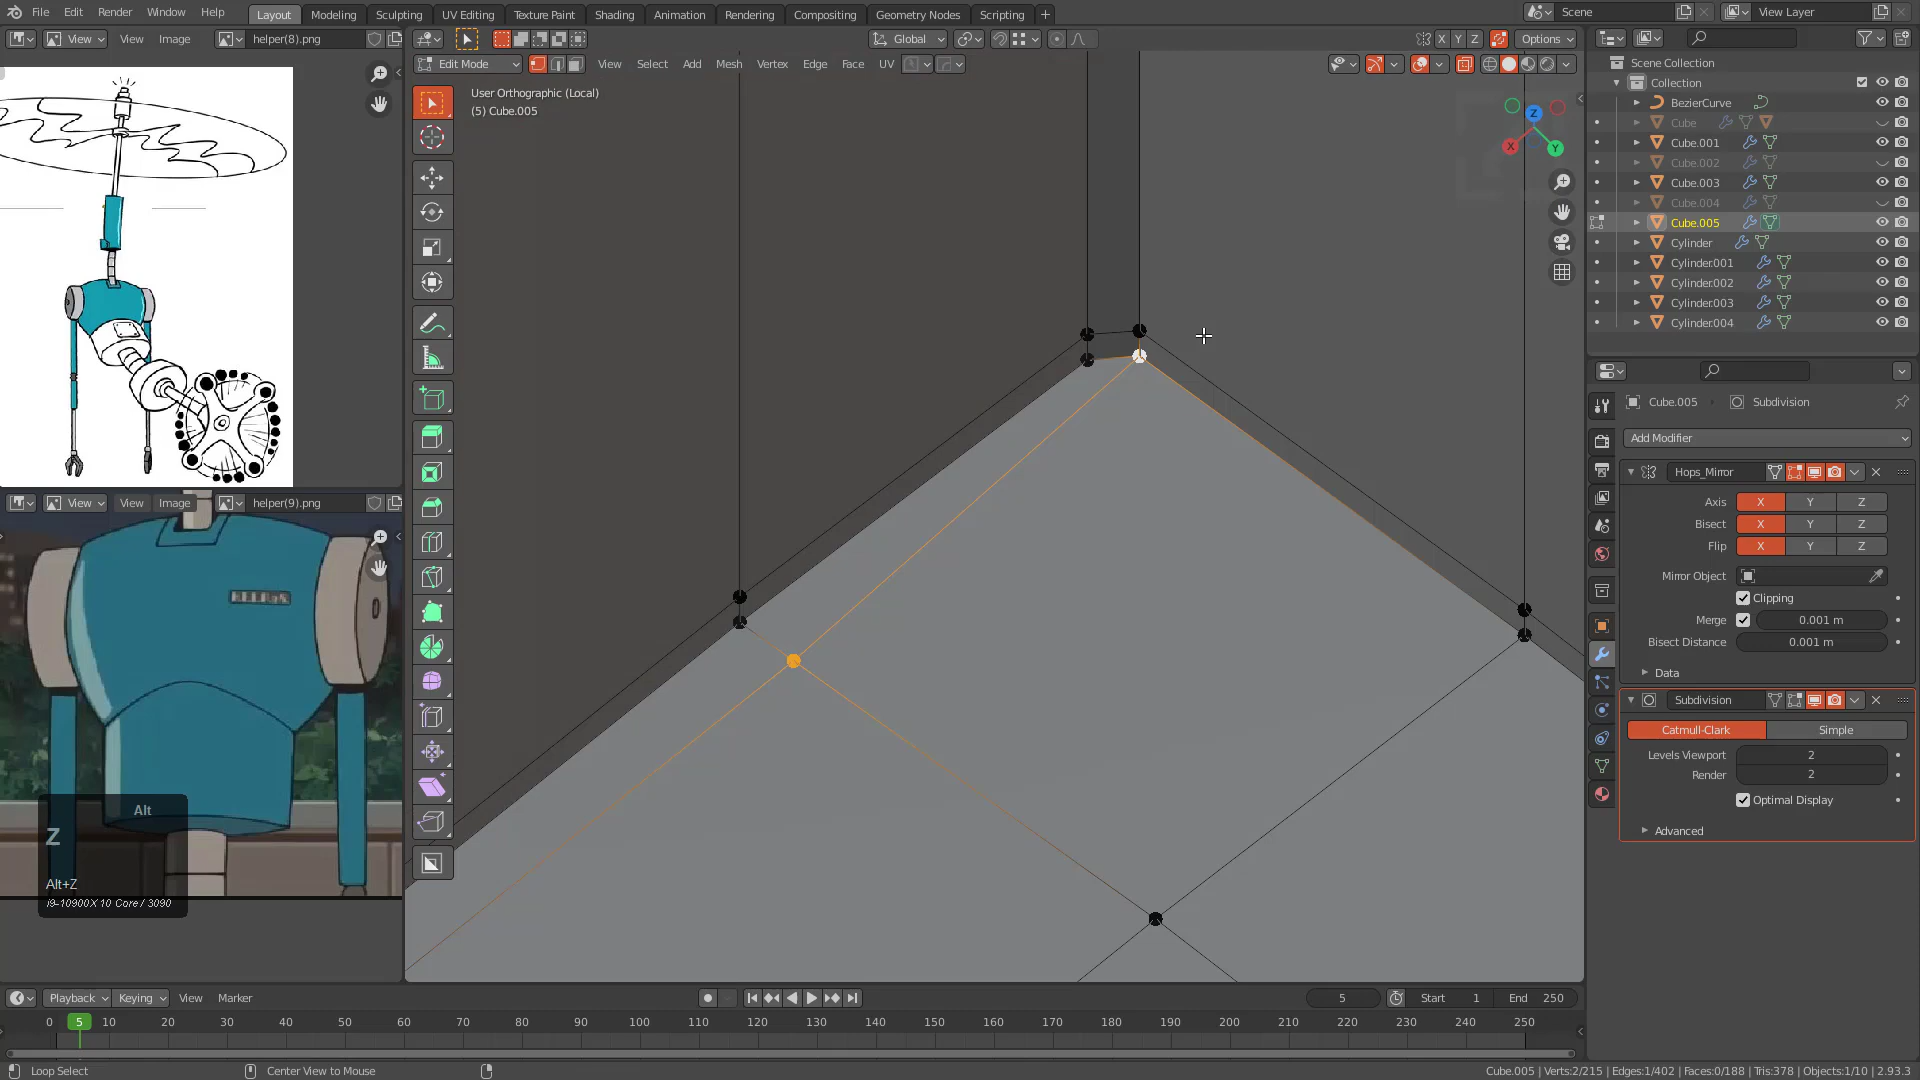 File Edit Render Window Help Layout Modeling Sculpting UV Editing Texture Paint Shading Animation Rendering Compositing Geometry Nodes Scripting + Scene View Layer
View View Image helper(8).png Global X Y Z Options
Edit Mode View Select Add Mesh Vertex Edge Face UV
User Orthographic (Local)
(5) Cube.005
Z
X
Y
Scene Collection
Collection
BezierCurve
Cube
Cube.001
Cube.002
Cube.003
Cube.004
Cube.005
Cylinder
Cylinder.001
Cylinder.002
Cylinder.003
Cylinder.004
Cube.005 Subdivision
Add Modifier
Hops_Mirror
Axis X Y Z
Bisect X Y Z
Flip X Y Z
Mirror Object
Clipping
Merge 0.001 m
Bisect Distance 0.001 m
Data
Subdivision
Catmull-Clark Simple
Levels Viewport 2
Render 2
Optimal Display
Advanced
View View Image helper(9).png
Alt
Z
Alt+Z
i9-10900X 10 Core / 3090
Playback Keying View Marker 5 Start 1 End 250
0 5 10 20 30 40 50 60 70 80 90 100 110 120 130 140 150 160 170 180 190 200 210 220 230 240 250
Loop Select Center View to Mouse Cube.005 | Verts:2/215 | Edges:1/402 | Faces:0/188 | Tris:378 | Objects:1/10 | 2.93.3